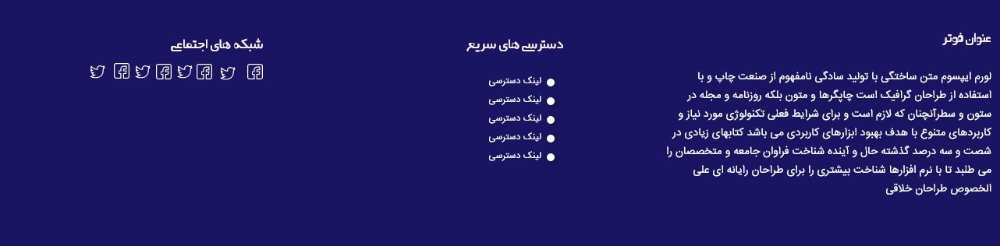 عنوان فوتر
لورم ایپسوم متن ساختگی با تولید سادگی نامفهوم از صنعت چاپ و با
استفاده از طراحان گرافیک است چاپگرها و متون بلکه روزنامه و مجله در
ستون و سطرآنچنان که لازم است و برای شرایط فعلی تکنولوژی مورد نیاز و
کاربردهای متنوع با هدف بهبود ابزارهای کاربردی می باشد کتابهای زیادی در
شصت و سه درصد گذشته حال و آینده شناخت فراوان جامعه و متخصصان را
می طلبد تا با نرم افزارها شناخت بیشتری را برای طراحان رایانه ای علی
الخصوص طراحان خلاقی
دسترسی های سریع
لینک دسترسی
لینک دسترسی
لینک دسترسی
لینک دسترسی
لینک دسترسی
شبکه های اجتماعی